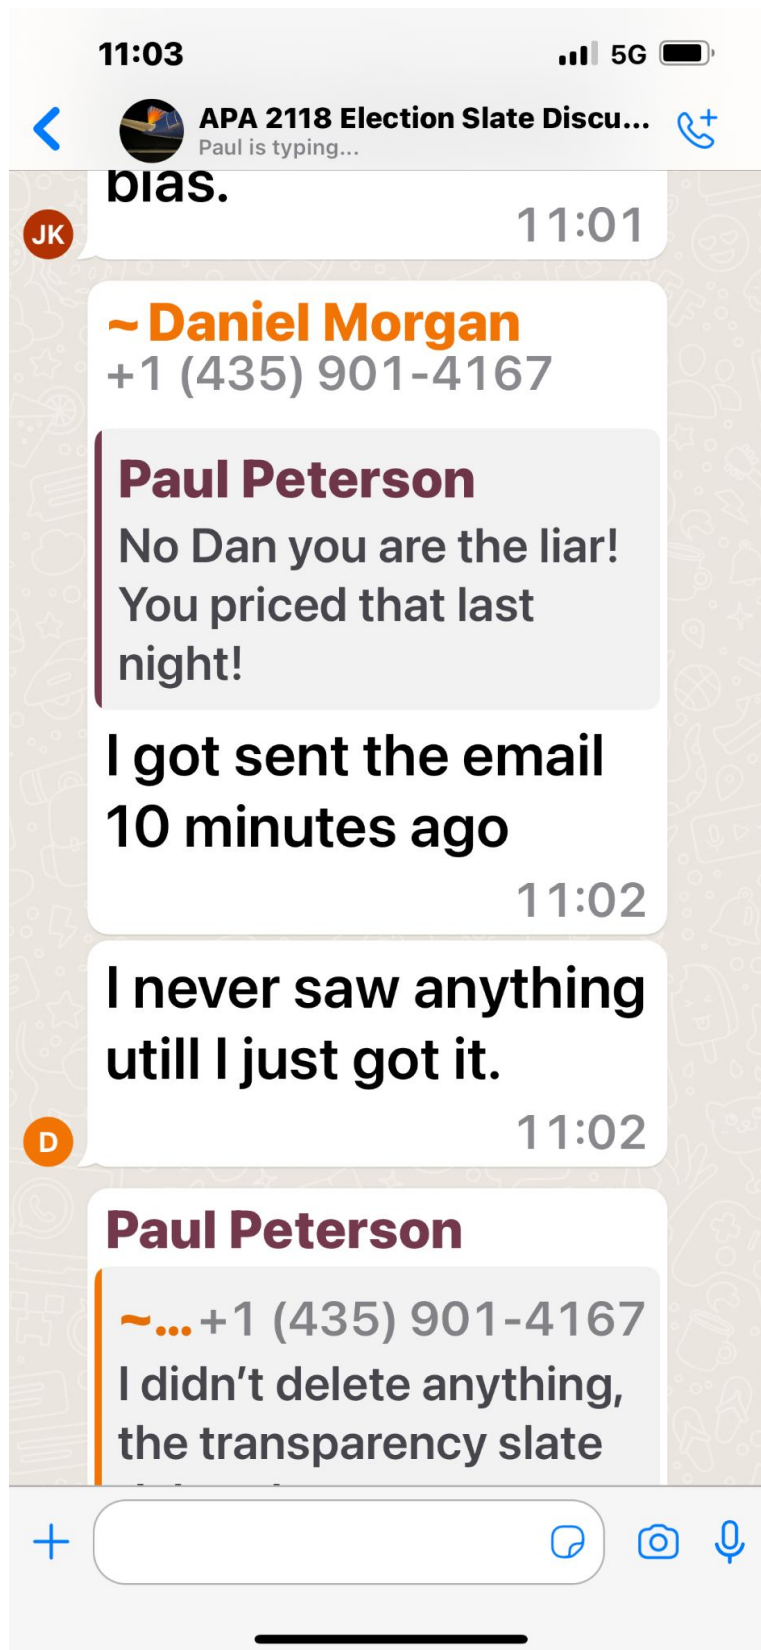 11:03
5G
APA 2118 Election Slate Discu...
Paul is typing...
bias.
JK
11:01
~ Daniel Morgan
+1 (435) 901-4167
Paul Peterson
No Dan you are the liar!
You priced that last
night!
I got sent the email
10 minutes ago
11:02
I never saw anything
utill I just got it.
11:02
D
Paul Peterson
~... +1 (435) 901-4167
I didn’t delete anything,
the transparency slate